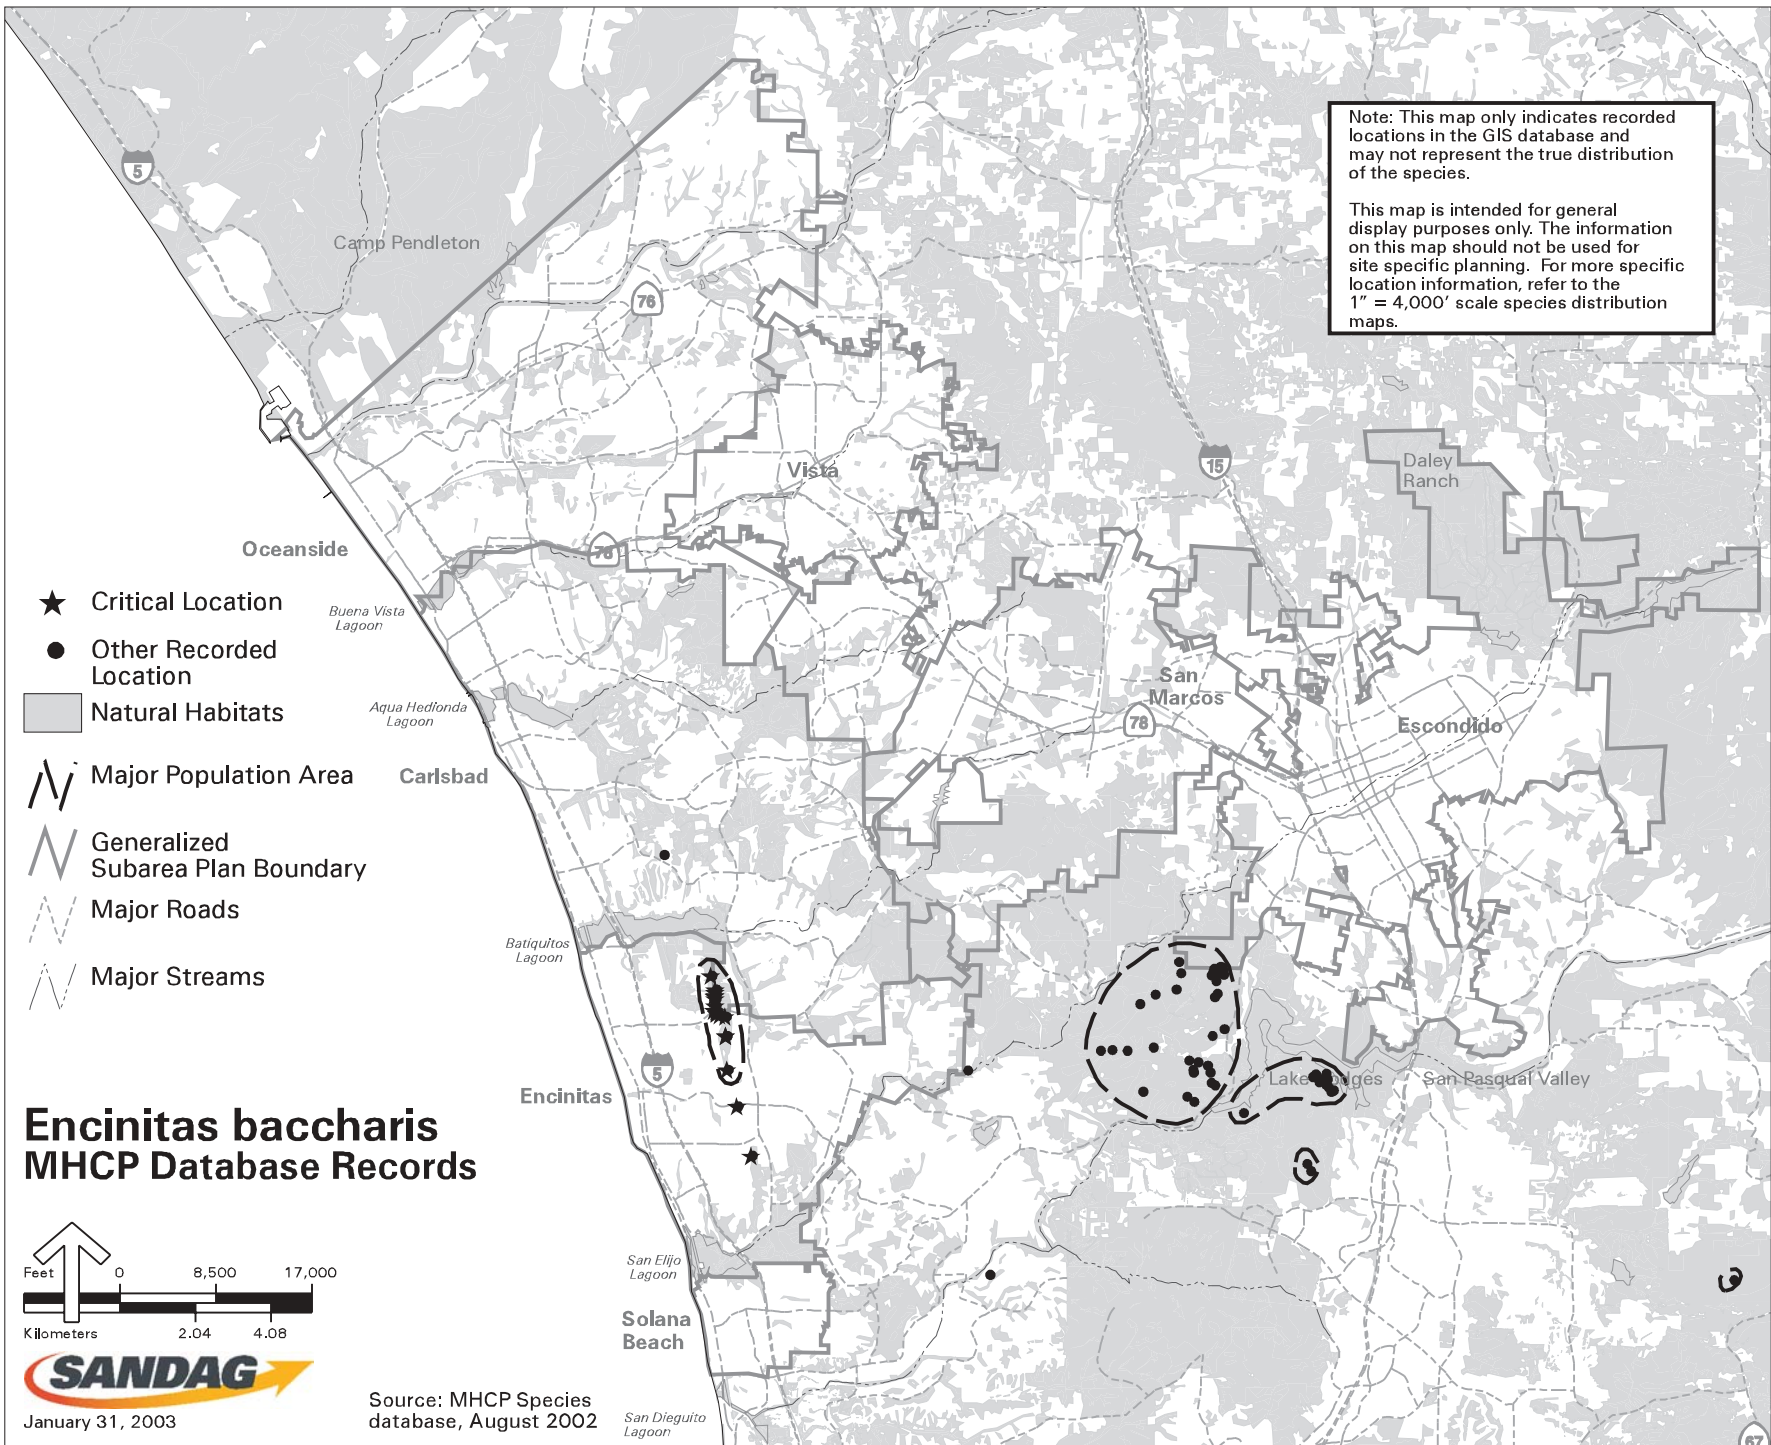 Note: This map only indicates recorded
locations in the GIS database and
may not represent the true distribution
of the species.
This map is intended for general
display purposes only. The information
on this map should not be used for
site specific planning. For more specific
location information, refer to the
1” = 4,000’ scale species distribution
maps.
5
Camp Pendleton
76
15
Daley
Ranch
Vista
Oceanside
78
Buena Vista
Lagoon
San
Marcos
Aqua Hedionda
Lagoon
78
Escondido
Carlsbad
Batiquitos
Lagoon
5
Encinitas
Lake Hodges
San Pasqual Valley
San Elijo
Lagoon
Solana
Beach
San Dieguito
Lagoon
67
Critical Location
Other Recorded
Location
Natural Habitats
Major Population Area
Generalized
Subarea Plan Boundary
Major Roads
Major Streams
Encinitas baccharis
MHCP Database Records
Feet 0 8,500 17,000
Kilometers 2.04 4.08
SANDAG
January 31, 2003
Source: MHCP Species
database, August 2002